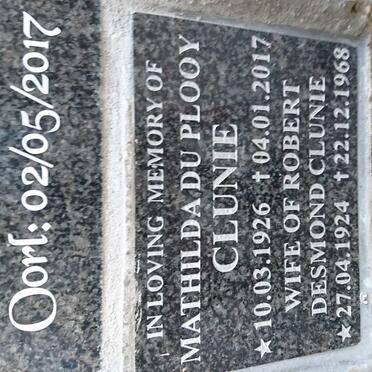 Oorl: 02/05/2017
IN LOVING MEMORY OF
MATHILDA DU PLOOY
CLUNIE
★10.03.1926 ✝04.01.2017
WIFE OF ROBERT
DESMOND CLUNIE
★27.04.1924 ✝22.12.1968